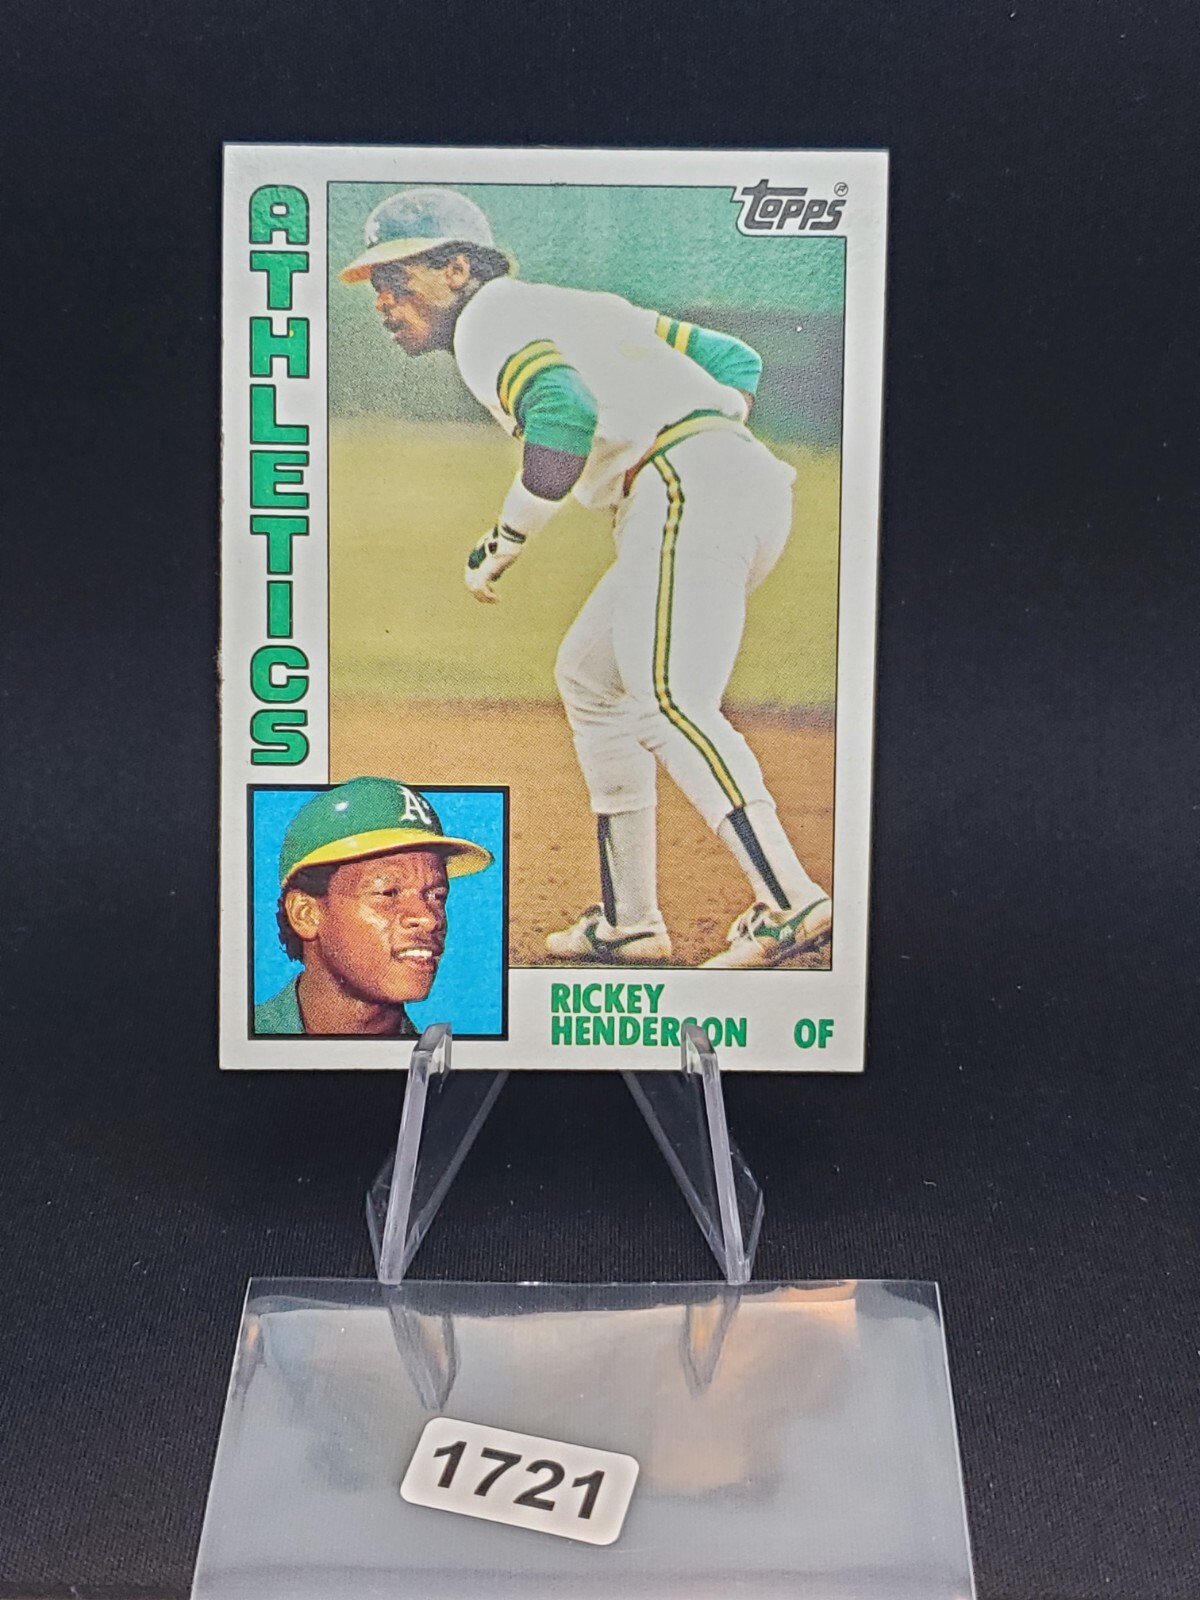 ATHLETICS
Topps®
A's
RICKEY
HENDERSON OF
1721